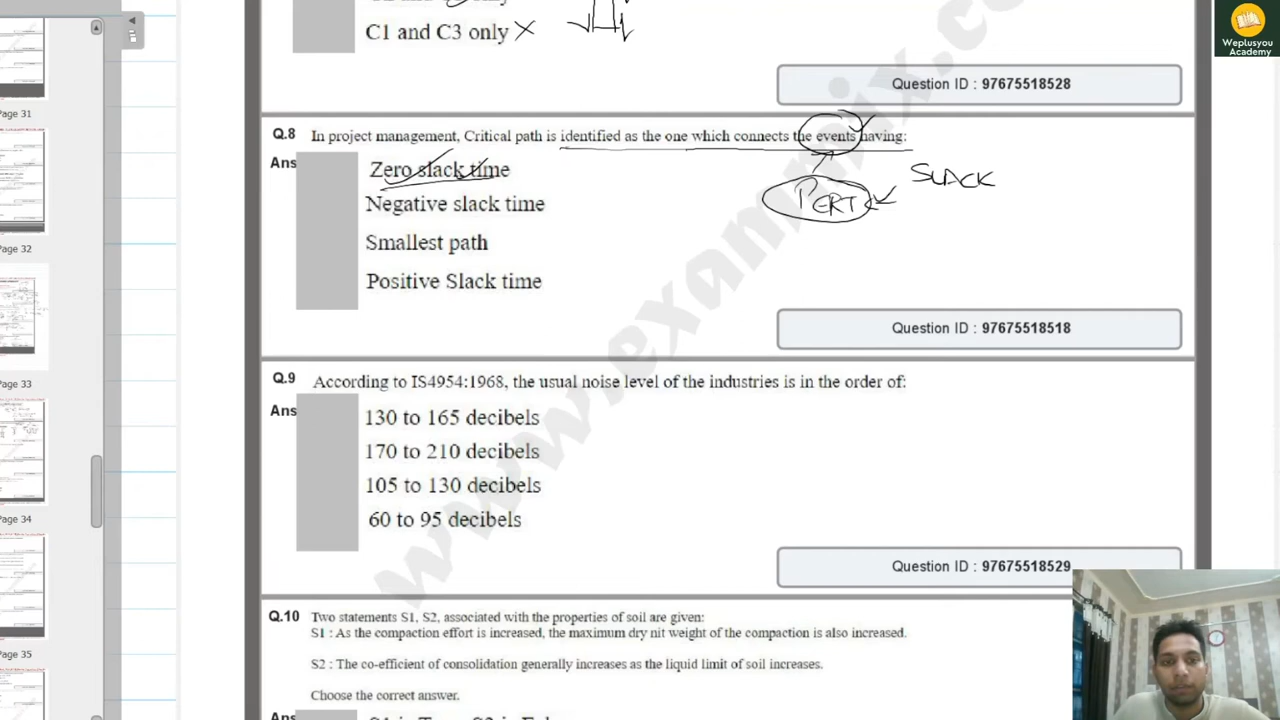 C1 and C3 only
Weplusyou
Academy
Question ID : 97675518528
Page 31
Q.8 In project management, Critical path is identified as the one which connects the events having:
Ans
Zero slack time
Negative slack time
Smallest path
Positive Slack time
PERT
SLACK
Page 32
Question ID : 97675518518
Q.9 According to IS4954:1968, the usual noise level of the industries is in the order of:
Page 33
Ans
130 to 165 decibels
170 to 210 decibels
105 to 130 decibels
60 to 95 decibels
Page 34
Question ID : 97675518529
Q.10 Two statements S1, S2, associated with the properties of soil are given:
S1 : As the compaction effort is increased, the maximum dry nit weight of the compaction is also increased.
Page 35
S2 : The co-efficient of consolidation generally increases as the liquid limit of soil increases.
Choose the correct answer.
Ans